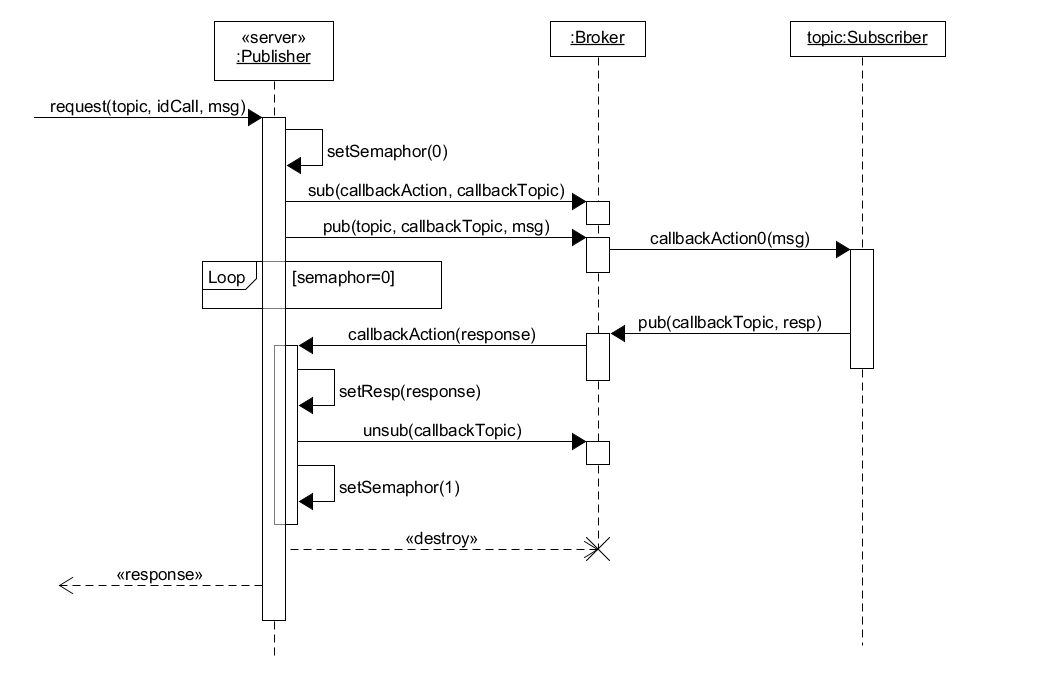 «server»
:Publisher
:Broker
topic:Subscriber
request(topic, idCall, msg)
setSemaphor(0)
sub(callbackAction, callbackTopic)
pub(topic, callbackTopic, msg)
callbackAction0(msg)
Loop
[semaphor=0]
pub(callbackTopic, resp)
callbackAction(response)
setResp(response)
unsub(callbackTopic)
setSemaphor(1)
«destroy»
«response»